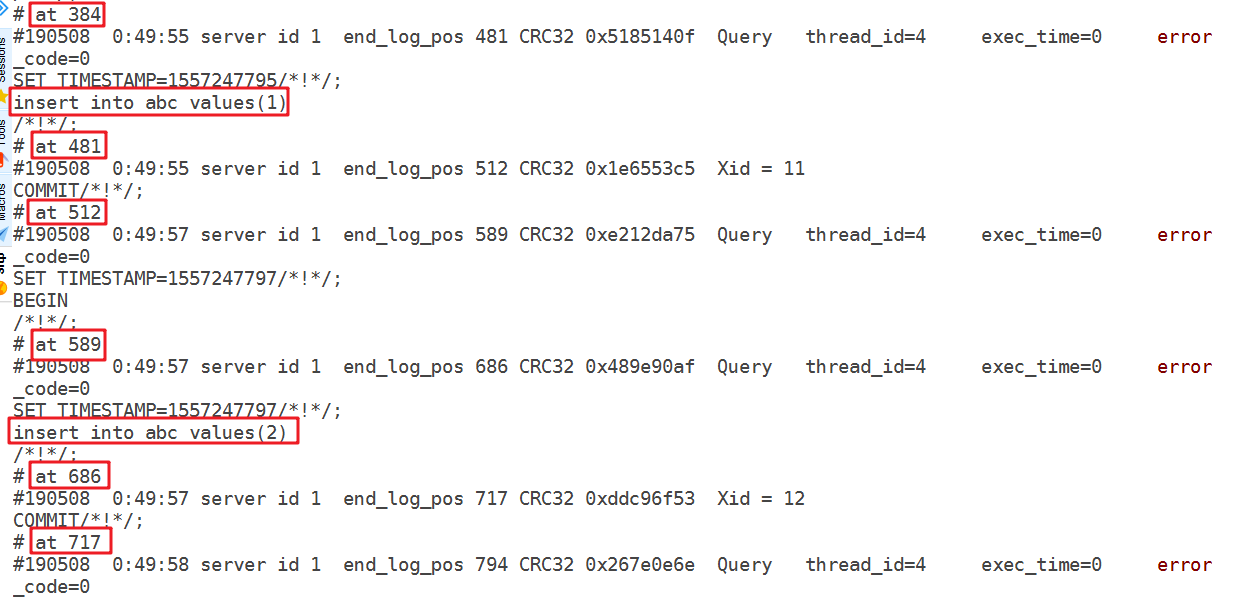 # at 384
#190508  0:49:55 server id 1  end_log_pos 481 CRC32 0x5185140f  Query   thread_id=4     exec_time=0     error
_code=0
SET TIMESTAMP=1557247795/*!*/;
insert into abc values(1)
/*!*/;
# at 481
#190508  0:49:55 server id 1  end_log_pos 512 CRC32 0x1e6553c5  Xid = 11
COMMIT/*!*/;
# at 512
#190508  0:49:57 server id 1  end_log_pos 589 CRC32 0xe212da75  Query   thread_id=4     exec_time=0     error
_code=0
SET TIMESTAMP=1557247797/*!*/;
BEGIN
/*!*/;
# at 589
#190508  0:49:57 server id 1  end_log_pos 686 CRC32 0x489e90af  Query   thread_id=4     exec_time=0     error
_code=0
SET TIMESTAMP=1557247797/*!*/;
insert into abc values(2)
/*!*/;
# at 686
#190508  0:49:57 server id 1  end_log_pos 717 CRC32 0xddc96f53  Xid = 12
COMMIT/*!*/;
# at 717
#190508  0:49:58 server id 1  end_log_pos 794 CRC32 0x267e0e6e  Query   thread_id=4     exec_time=0     error
_code=0
Sessions
Tools
Macros